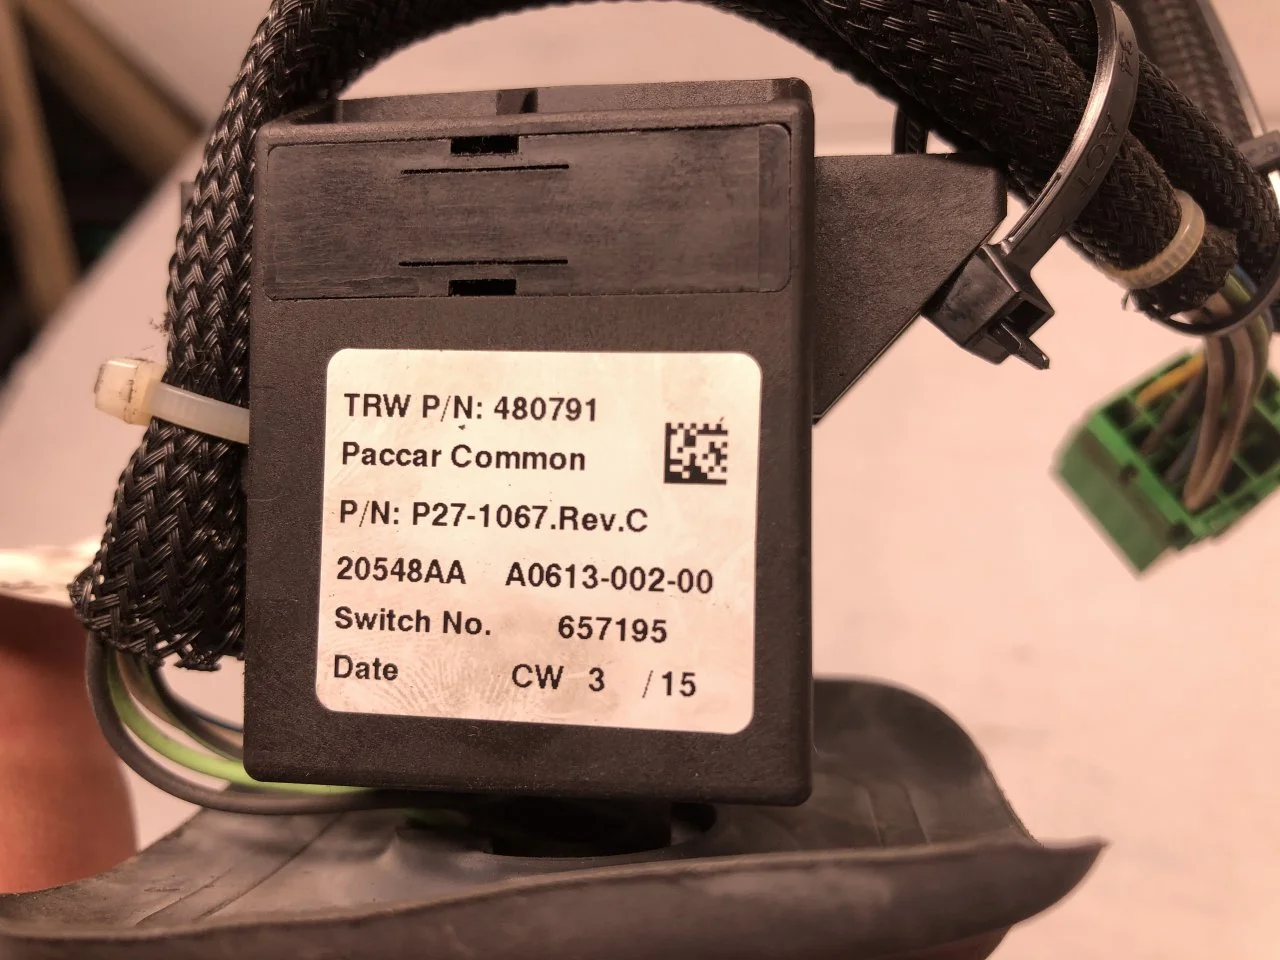 TRW P/N: 480791
Paccar Common
P/N: P27-1067.Rev.C
20548AA A0613-002-00
Switch No. 657195
Date CW 3 /15